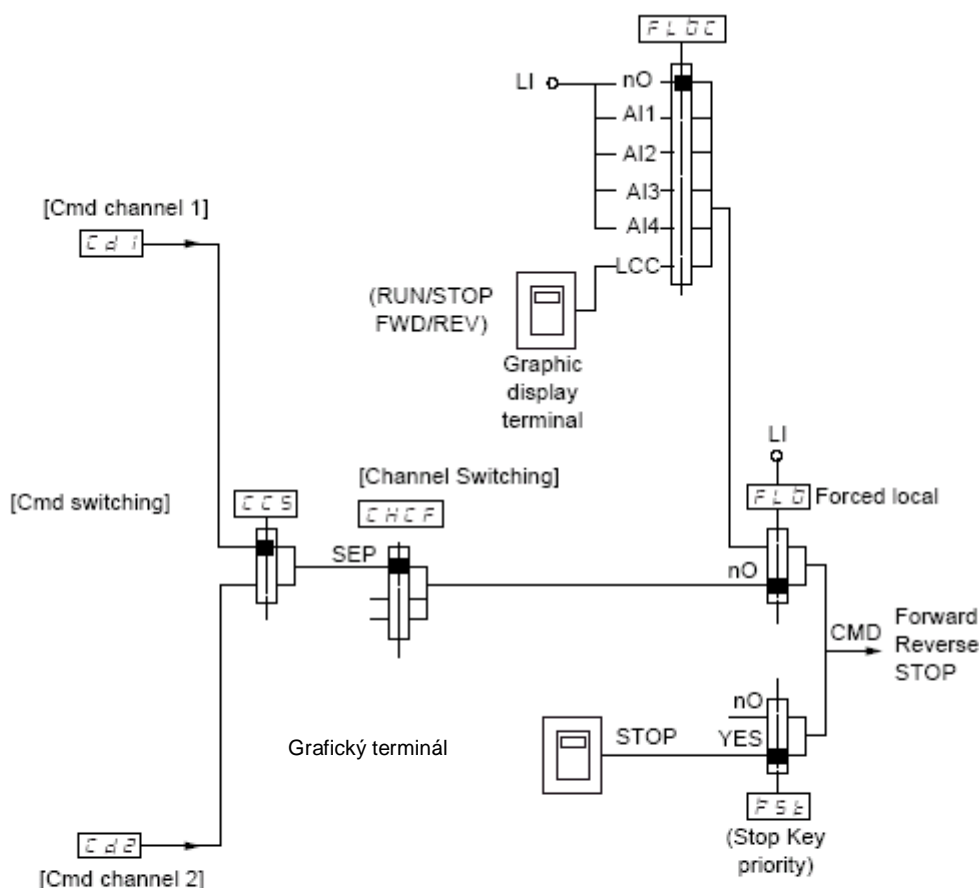 FLOC
LI
nO
AI1
AI2
AI3
AI4
LCC
[Cmd channel 1]
Cd1
(RUN/STOP
FWD/REV)
Graphic
display
terminal
LI
[Channel Switching]
[Cmd switching]
CCS
CHCF
FLO
Forced local
SEP
nO
CMD
Forward
Reverse
STOP
nO
Grafický terminál
STOP
YES
PSt
(Stop Key
priority)
Cd2
[Cmd channel 2]